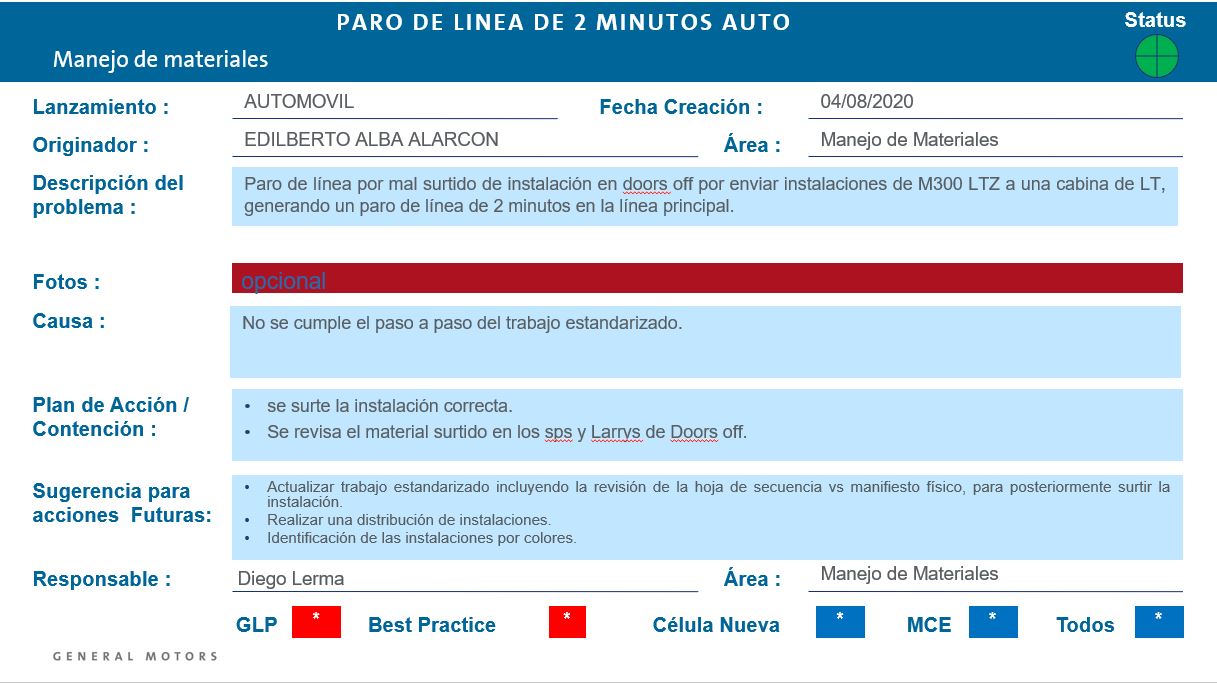 PARO DE LINEA DE 2 MINUTOS AUTO
Status
Manejo de materiales
Lanzamiento : AUTOMOVIL Fecha Creación : 04/08/2020
Originador : EDILBERTO ALBA ALARCON Área : Manejo de Materiales
Descripción del problema :
Paro de línea por mal surtido de instalación en doors off por enviar instalaciones de M300 LTZ a una cabina de LT,
generando un paro de línea de 2 minutos en la línea principal.
Fotos : opcional
Causa : No se cumple el paso a paso del trabajo estandarizado.
Plan de Acción /
Contención :
• se surte la instalación correcta.
• Se revisa el material surtido en los sps y Larrys de Doors off.
Sugerencia para
acciones Futuras:
• Actualizar trabajo estandarizado incluyendo la revisión de la hoja de secuencia vs manifiesto físico, para posteriormente surtir la
instalación.
• Realizar una distribución de instalaciones.
• Identificación de las instalaciones por colores.
Responsable : Diego Lerma Área : Manejo de Materiales
GLP * Best Practice * Célula Nueva * MCE * Todos *
GENERAL MOTORS